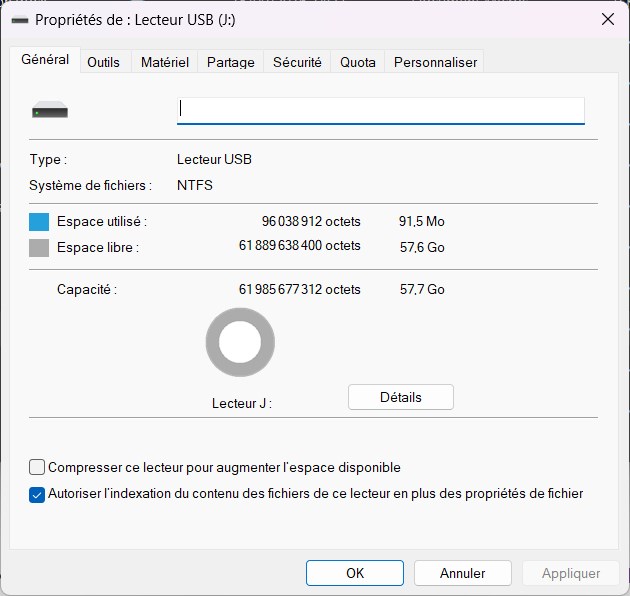 Propriétés de : Lecteur USB (J:)
Général Outils Matériel Partage Sécurité Quota Personnaliser
Type : Lecteur USB
Système de fichiers : NTFS
Espace utilisé : 96 038 912 octets 91,5 Mo
Espace libre : 61 889 638 400 octets 57,6 Go
Capacité : 61 985 677 312 octets 57,7 Go
Lecteur J : Détails
Compresser ce lecteur pour augmenter l'espace disponible
Autoriser l'indexation du contenu des fichiers de ce lecteur en plus des propriétés de fichier
OK Annuler Appliquer